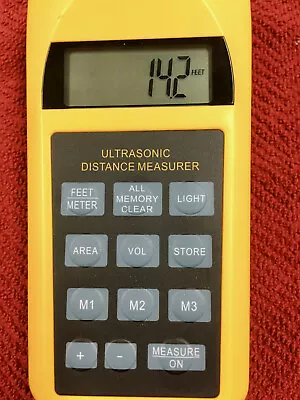 14.2 FEET
ULTRASONIC
DISTANCE MEASURER
FEET ALL LIGHT
METER MEMORY
CLEAR
AREA VOL STORE
M1 M2 M3
+ - MEASURE
ON